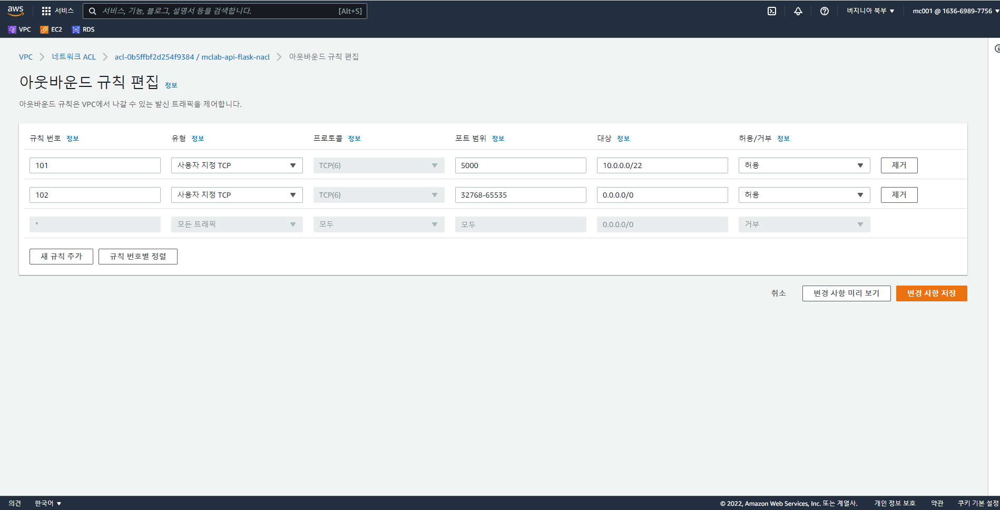 aws 서비스 서비스, 기능, 블로그, 설명서 등을 검색합니다. [Alt+S] 버지니아 북부 ▼ mc001 @ 1636-6989-7756 ▼
VPC EC2 RDS
VPC > 네트워크 ACL > acl-0b5ffbf2d254f9384 / mclab-api-flask-nacl > 아웃바운드 규칙 편집
아웃바운드 규칙 편집 정보
아웃바운드 규칙은 VPC에서 나갈 수 있는 발신 트래픽을 제어합니다.
규칙 번호 정보 유형 정보 프로토콜 정보 포트 범위 정보 대상 정보 허용/거부 정보
101 사용자 지정 TCP TCP(6) 5000 10.0.0.0/22 허용 제거
102 사용자 지정 TCP TCP(6) 32768-65535 0.0.0.0/0 허용 제거
* 모든 트래픽 모두 모두 0.0.0.0/0 거부
새 규칙 추가 규칙 번호별 정렬
취소 변경 사항 미리 보기 변경 사항 저장
의견 한국어 ▼ © 2022, Amazon Web Services, Inc. 또는 계열사. 개인 정보 보호 약관 쿠키 기본 설정